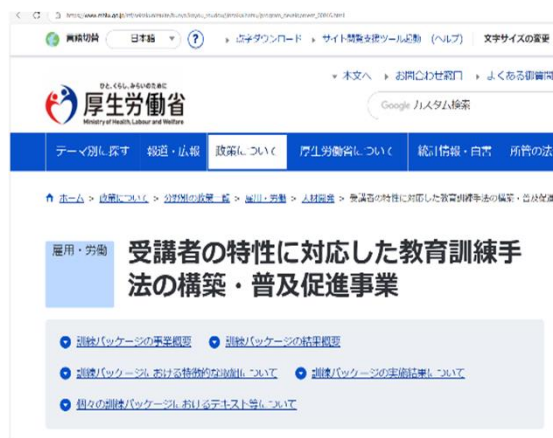 言語切替 日本語 ? 点字ダウンロード サイト閲覧支援ツール起動 (ヘルプ) 文字サイズの変更
本文へ お問合わせ窓口 よくある御質問
ひと、くらし、みらいのために
厚生労働省
Ministry of Health, Labour and Welfare
Google カスタム検索
テーマ別に探す 報道・広報 政策について 厚生労働省について 統計情報・白書 所管の法
ホーム > 政策について > 分野別の政策一覧 > 雇用・労働 > 人材開発 > 受講者の特性に対応した教育訓練手法の構築・普及促進
雇用・労働
受講者の特性に対応した教育訓練手
法の構築・普及促進事業
訓練パッケージの事業概要 訓練パッケージの結果概要
訓練パッケージにおける特徴的な取組について 訓練パッケージの実施結果について
個々の訓練パッケージにおけるテキスト等について